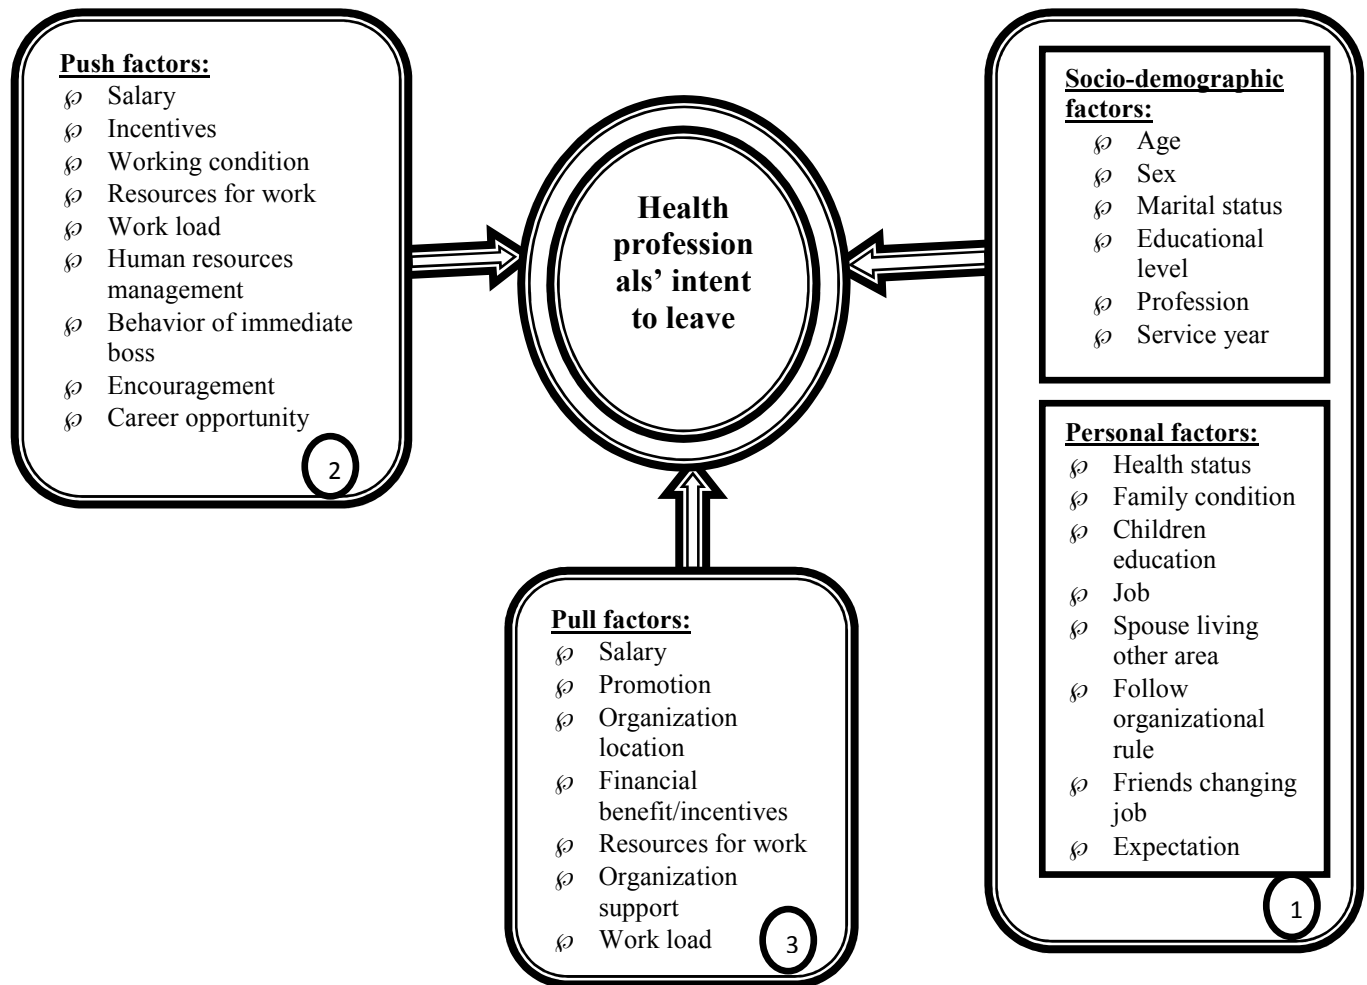 Push factors:
Salary
Incentives
Working condition
Resources for work
Work load
Human resources
management
Behavior of immediate
boss
Encouragement
Career opportunity
2
Health
profession
als’ intent
to leave
Socio-demographic
factors:
Age
Sex
Marital status
Educational
level
Profession
Service year
Personal factors:
Health status
Family condition
Children
education
Job
Spouse living
other area
Follow
organizational
rule
Friends changing
job
Expectation
1
Pull factors:
Salary
Promotion
Organization
location
Financial
benefit/incentives
Resources for work
Organization
support
Work load
3